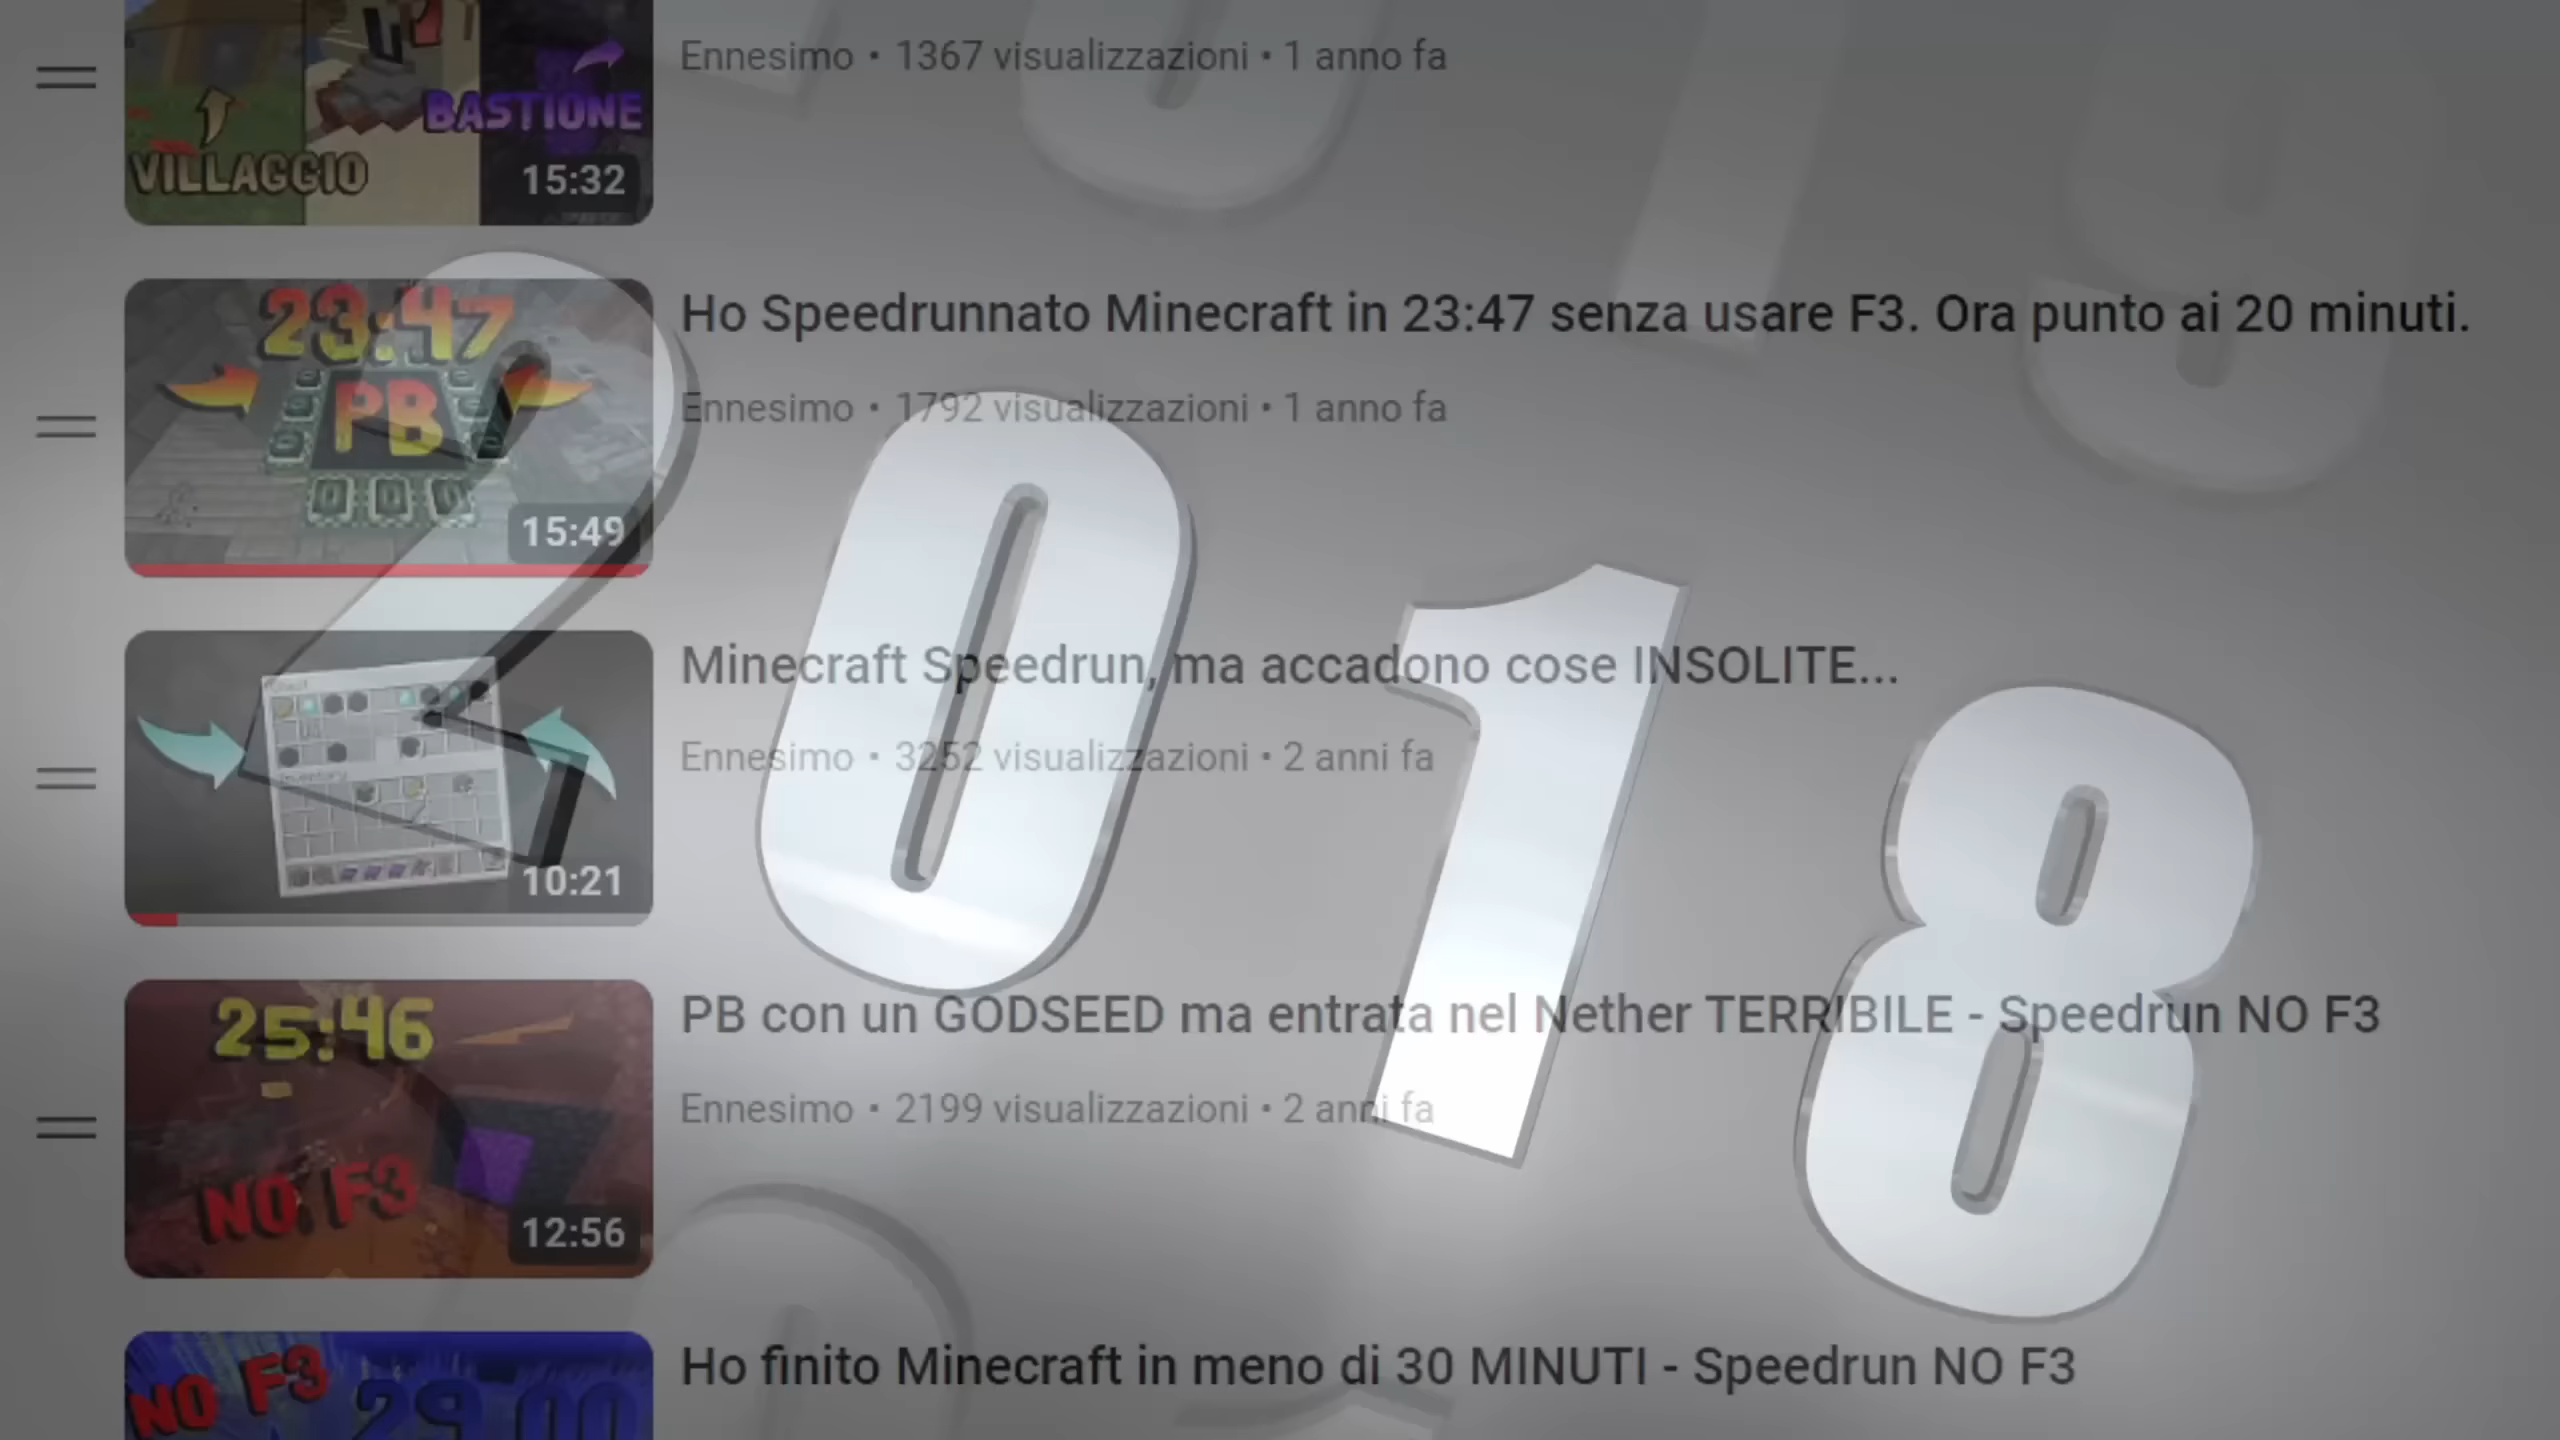 Ennesimo • 1367 visualizzazioni • 1 anno fa
BASTIONE
VILLAGGIO
15:32
23:47
PB
15:49
Ho Speedrunnato Minecraft in 23:47 senza usare F3. Ora punto ai 20 minuti.
Ennesimo • 1792 visualizzazioni • 1 anno fa
2018
Inventory
10:21
Minecraft Speedrun, ma accadono cose INSOLITE...
Ennesimo • 3252 visualizzazioni • 2 anni fa
25:46
NO F3
12:56
PB con un GODSEED ma entrata nel Nether TERRIBILE - Speedrun NO F3
Ennesimo • 2199 visualizzazioni • 2 anni fa
NO F3
Ho finito Minecraft in meno di 30 MINUTI - Speedrun NO F3